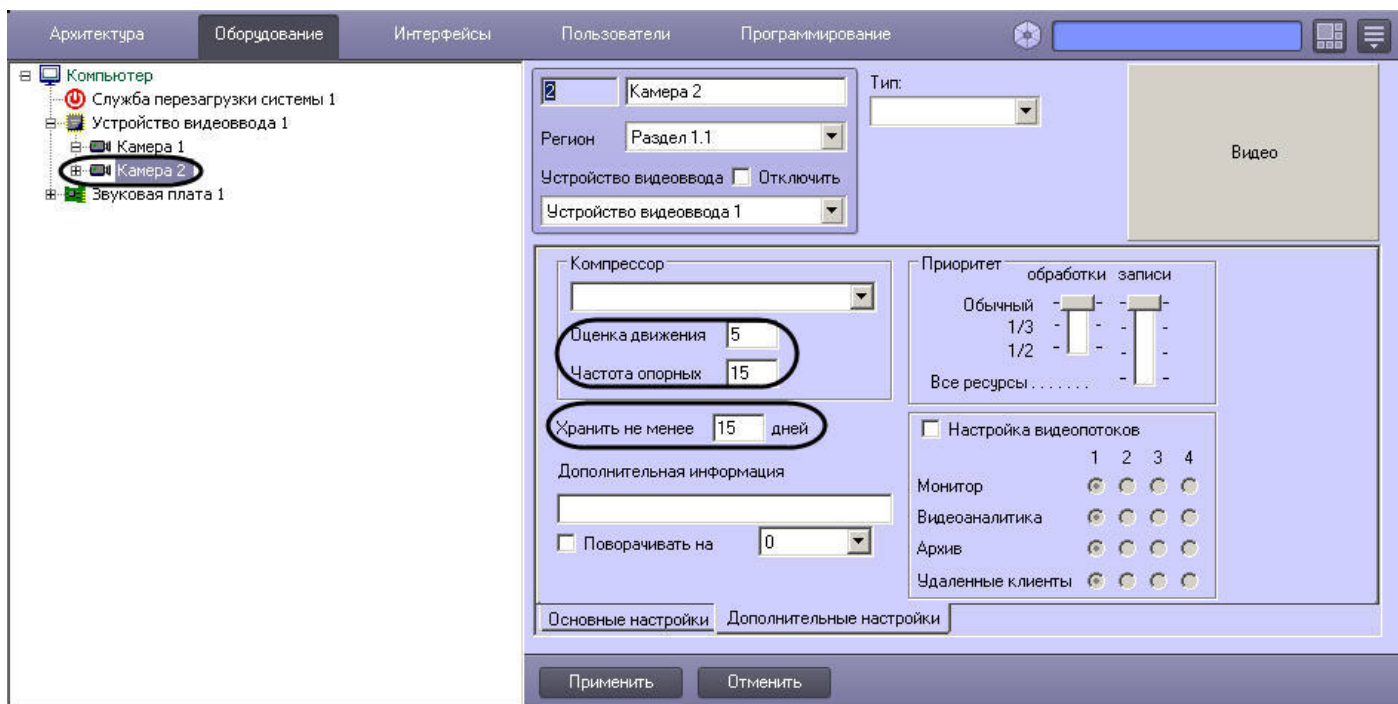 Архитектура Оборудование Интерфейсы Пользователи Программирование
Компьютер
Служба перезагрузки системы 1
Устройство видеоввода 1
Камера 1
Камера 2
Звуковая плата 1
2 Камера 2 Тип:
Регион Раздел 1.1
Видео
Устройство видеоввода Отключить
Устройство видеоввода 1
Компрессор
Оценка движения 5
Частота опорных 15
Хранить не менее 15 дней
Дополнительная информация
Поворачивать на 0
Приоритет обработки записи
Обычный
1/3
1/2
Все ресурсы . . . . . . .
Настройка видеопотоков
1 2 3 4
Монитор
Видеоаналитика
Архив
Удаленные клиенты
Основные настройки Дополнительные настройки
Применить Отменить